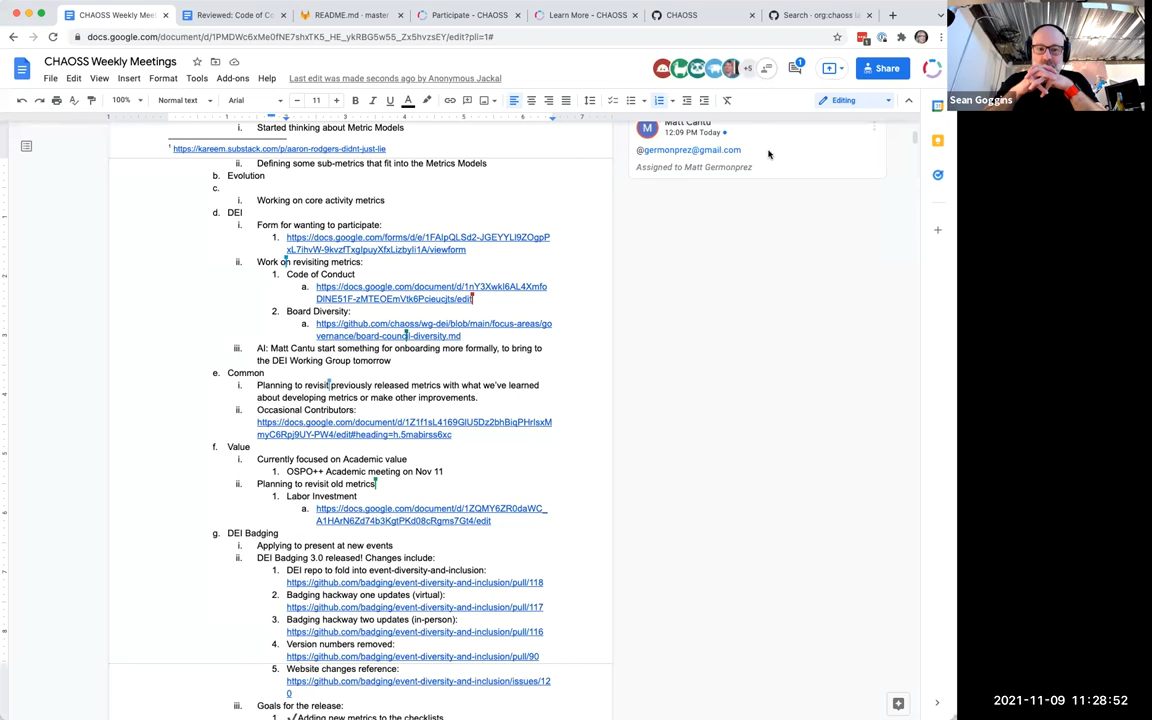 CHAOSS Weekly Meet
Reviewed: Code of Co
README.md · master
Participate - CHAOSS
Learn More - CHAOSS
CHAOSS
Search · org:chaoss la
docs.google.com/document/d/1PMDWc6xMe0fNE7shxTK5_HE_ykRBG5w55_Zx5hvzsEY/edit?pli=1#
CHAOSS Weekly Meetings
File Edit View Insert Format Tools Add-ons Help Last edit was made seconds ago by Anonymous Jackal
+5
1
Share
Sean Goggins
100% Normal text Arial 11 Editing
i. Started thinking about Metric Models
1 https://kareem.substack.com/p/aaron-rodgers-didnt-just-lie
ii. Defining some sub-metrics that fit into the Metrics Models
b. Evolution
c.
i. Working on core activity metrics
d. DEI
i. Form for wanting to participate:
1. https://docs.google.com/forms/d/e/1FAIpQLSd2-JGEYYLl9ZOgpP
xL7ihvW-9kvzfTxglpuyXfxLizbyIi1A/viewform
ii. Work on revisiting metrics:
1. Code of Conduct
a. https://docs.google.com/document/d/1nY3XwkI6AL4Xmfo
DlNE51F-zMTEOEmVtk6Pcieucjts/edit
2. Board Diversity:
a. https://github.com/chaoss/wg-dei/blob/main/focus-areas/go
vernance/board-council-diversity.md
iii. AI: Matt Cantu start something for onboarding more formally, to bring to
the DEI Working Group tomorrow
e. Common
i. Planning to revisit previously released metrics with what we've learned
about developing metrics or make other improvements.
ii. Occasional Contributors:
https://docs.google.com/document/d/1Z1f1sL4169GlU5Dz2bhBiqPHrlsxM
myC6Rpj9UY-PW4/edit#heading=h.5mabirss6xc
f. Value
i. Currently focused on Academic value
1. OSPO++ Academic meeting on Nov 11
ii. Planning to revisit old metrics
1. Labor Investment
a. https://docs.google.com/document/d/1ZQMY6ZR0daWC_
A1HArN6Zd74b3KgtPKd08cRgms7Gt4/edit
g. DEI Badging
i. Applying to present at new events
ii. DEI Badging 3.0 released! Changes include:
1. DEI repo to fold into event-diversity-and-inclusion:
https://github.com/badging/event-diversity-and-inclusion/pull/118
2. Badging hackway one updates (virtual):
https://github.com/badging/event-diversity-and-inclusion/pull/117
3. Badging hackway two updates (in-person):
https://github.com/badging/event-diversity-and-inclusion/pull/116
4. Version numbers removed:
https://github.com/badging/event-diversity-and-inclusion/pull/90
5. Website changes reference:
https://github.com/badging/event-diversity-and-inclusion/issues/12
0
iii. Goals for the release:
1. ✓Adding new metrics to the checklists
M
Matt Cantu
12:09 PM Today
@germonprez@gmail.com
Assigned to Matt Germonprez
2021-11-09 11:28:52